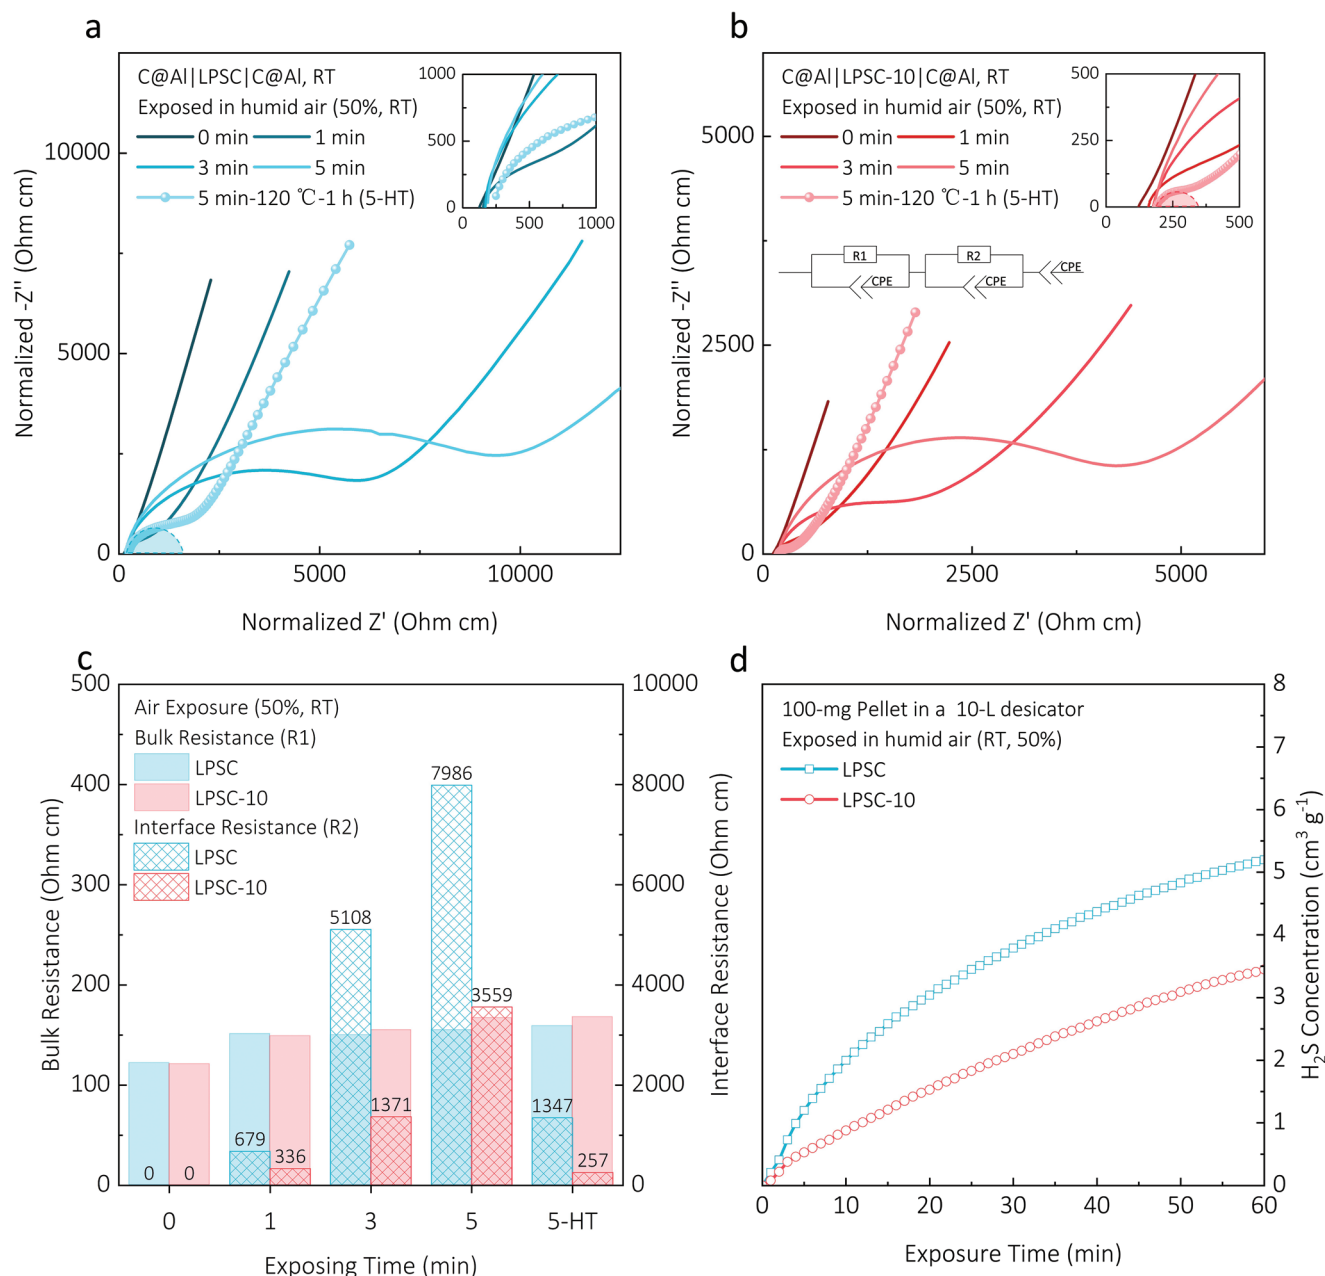 a
C@Al|LPSC|C@Al, RT
Exposed in humid air (50%, RT)
0 min
1 min
3 min
5 min
5 min-120 ℃-1 h (5-HT)
1000
500
0
0
500
1000
10000
5000
0
0
5000
10000
Normalized -Z" (Ohm cm)
Normalized Z' (Ohm cm)
b
C@Al|LPSC-10|C@Al, RT
Exposed in humid air (50%, RT)
0 min
1 min
3 min
5 min
5 min-120 ℃-1 h (5-HT)
500
250
0
0
250
500
R1
CPE
R2
CPE
CPE
5000
2500
0
0
2500
5000
Normalized -Z" (Ohm cm)
Normalized Z' (Ohm cm)
c
Air Exposure (50%, RT)
Bulk Resistance (R1)
LPSC
LPSC-10
Interface Resistance (R2)
LPSC
LPSC-10
0
0
679
336
5108
1371
7986
3559
1347
257
500
400
300
200
100
0
10000
8000
6000
4000
2000
0
0
1
3
5
5-HT
Bulk Resistance (Ohm cm)
Interface Resistance (Ohm cm)
Exposing Time (min)
d
100-mg Pellet in a 10-L desicator
Exposed in humid air (RT, 50%)
LPSC
LPSC-10
8
7
6
5
4
3
2
1
0
0
10
20
30
40
50
60
H₂S Concentration (cm³ g⁻¹)
Exposure Time (min)